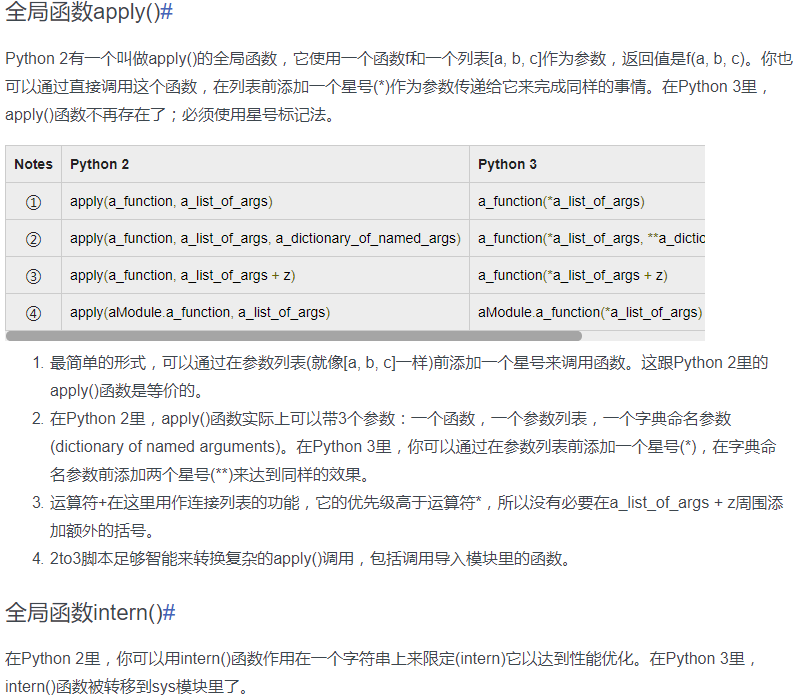 全局函数apply()#
Python 2有一个叫做apply()的全局函数，它使用一个函数f和一个列表[a, b, c]作为参数，返回值是f(a, b, c)。你也
可以通过直接调用这个函数，在列表前添加一个星号(*)作为参数传递给它来完成同样的事情。在Python 3里，
apply()函数不再存在了；必须使用星号标记法。
Notes Python 2 Python 3
① apply(a_function, a_list_of_args) a_function(*a_list_of_args)
② apply(a_function, a_list_of_args, a_dictionary_of_named_args) a_function(*a_list_of_args, **a_dictio
③ apply(a_function, a_list_of_args + z) a_function(*a_list_of_args + z)
④ apply(aModule.a_function, a_list_of_args) aModule.a_function(*a_list_of_args)
1. 最简单的形式，可以通过在参数列表(就像[a, b, c]一样)前添加一个星号来调用函数。这跟Python 2里的
apply()函数是等价的。
2. 在Python 2里，apply()函数实际上可以带3个参数：一个函数，一个参数列表，一个字典命名参数
(dictionary of named arguments)。在Python 3里，你可以通过在参数列表前添加一个星号(*)，在字典命
名参数前添加两个星号(**)来达到同样的效果。
3. 运算符+在这里用作连接列表的功能，它的优先级高于运算符*，所以没有必要在a_list_of_args + z周围添
加额外的括号。
4. 2to3脚本足够智能来转换复杂的apply()调用，包括调用导入模块里的函数。
全局函数intern()#
在Python 2里，你可以用intern()函数作用在一个字符串上来限定(intern)它以达到性能优化。在Python 3里，
intern()函数被转移到sys模块里了。